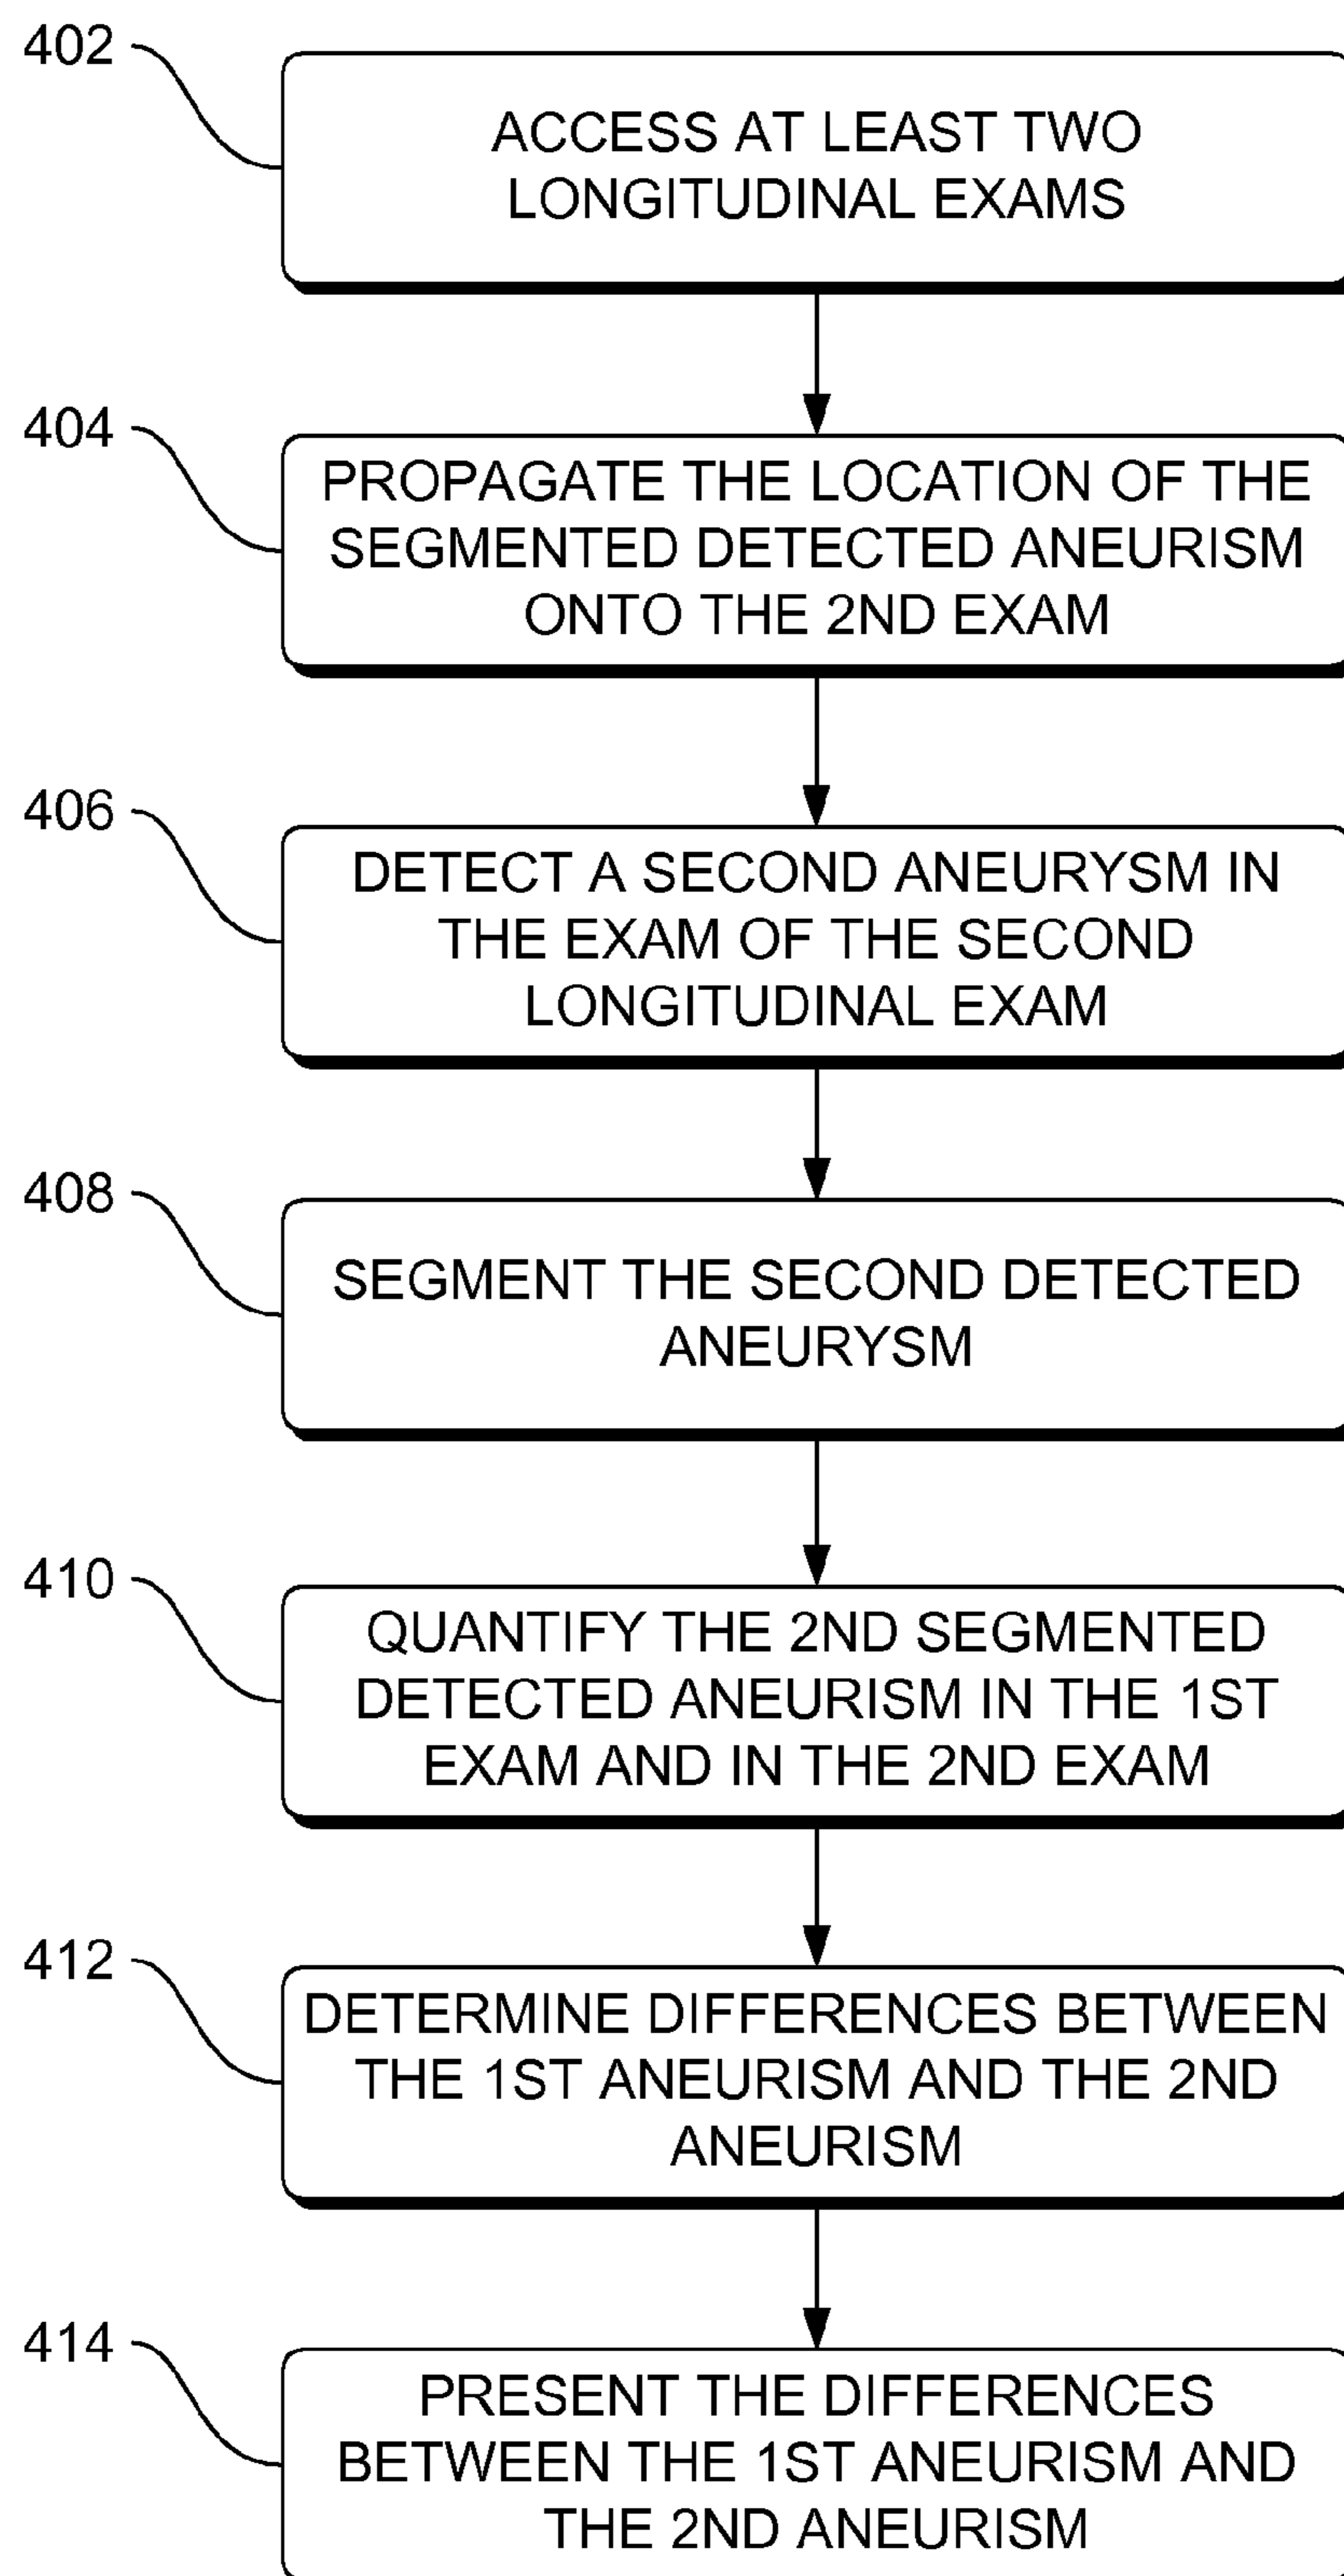 402
ACCESS AT LEAST TWO
LONGITUDINAL EXAMS
404
PROPAGATE THE LOCATION OF THE
SEGMENTED DETECTED ANEURISM
ONTO THE 2ND EXAM
406
DETECT A SECOND ANEURYSM IN
THE EXAM OF THE SECOND
LONGITUDINAL EXAM
408
SEGMENT THE SECOND DETECTED
ANEURYSM
410
QUANTIFY THE 2ND SEGMENTED
DETECTED ANEURISM IN THE 1ST
EXAM AND IN THE 2ND EXAM
412
DETERMINE DIFFERENCES BETWEEN
THE 1ST ANEURISM AND THE 2ND
ANEURISM
414
PRESENT THE DIFFERENCES
BETWEEN THE 1ST ANEURISM AND
THE 2ND ANEURISM